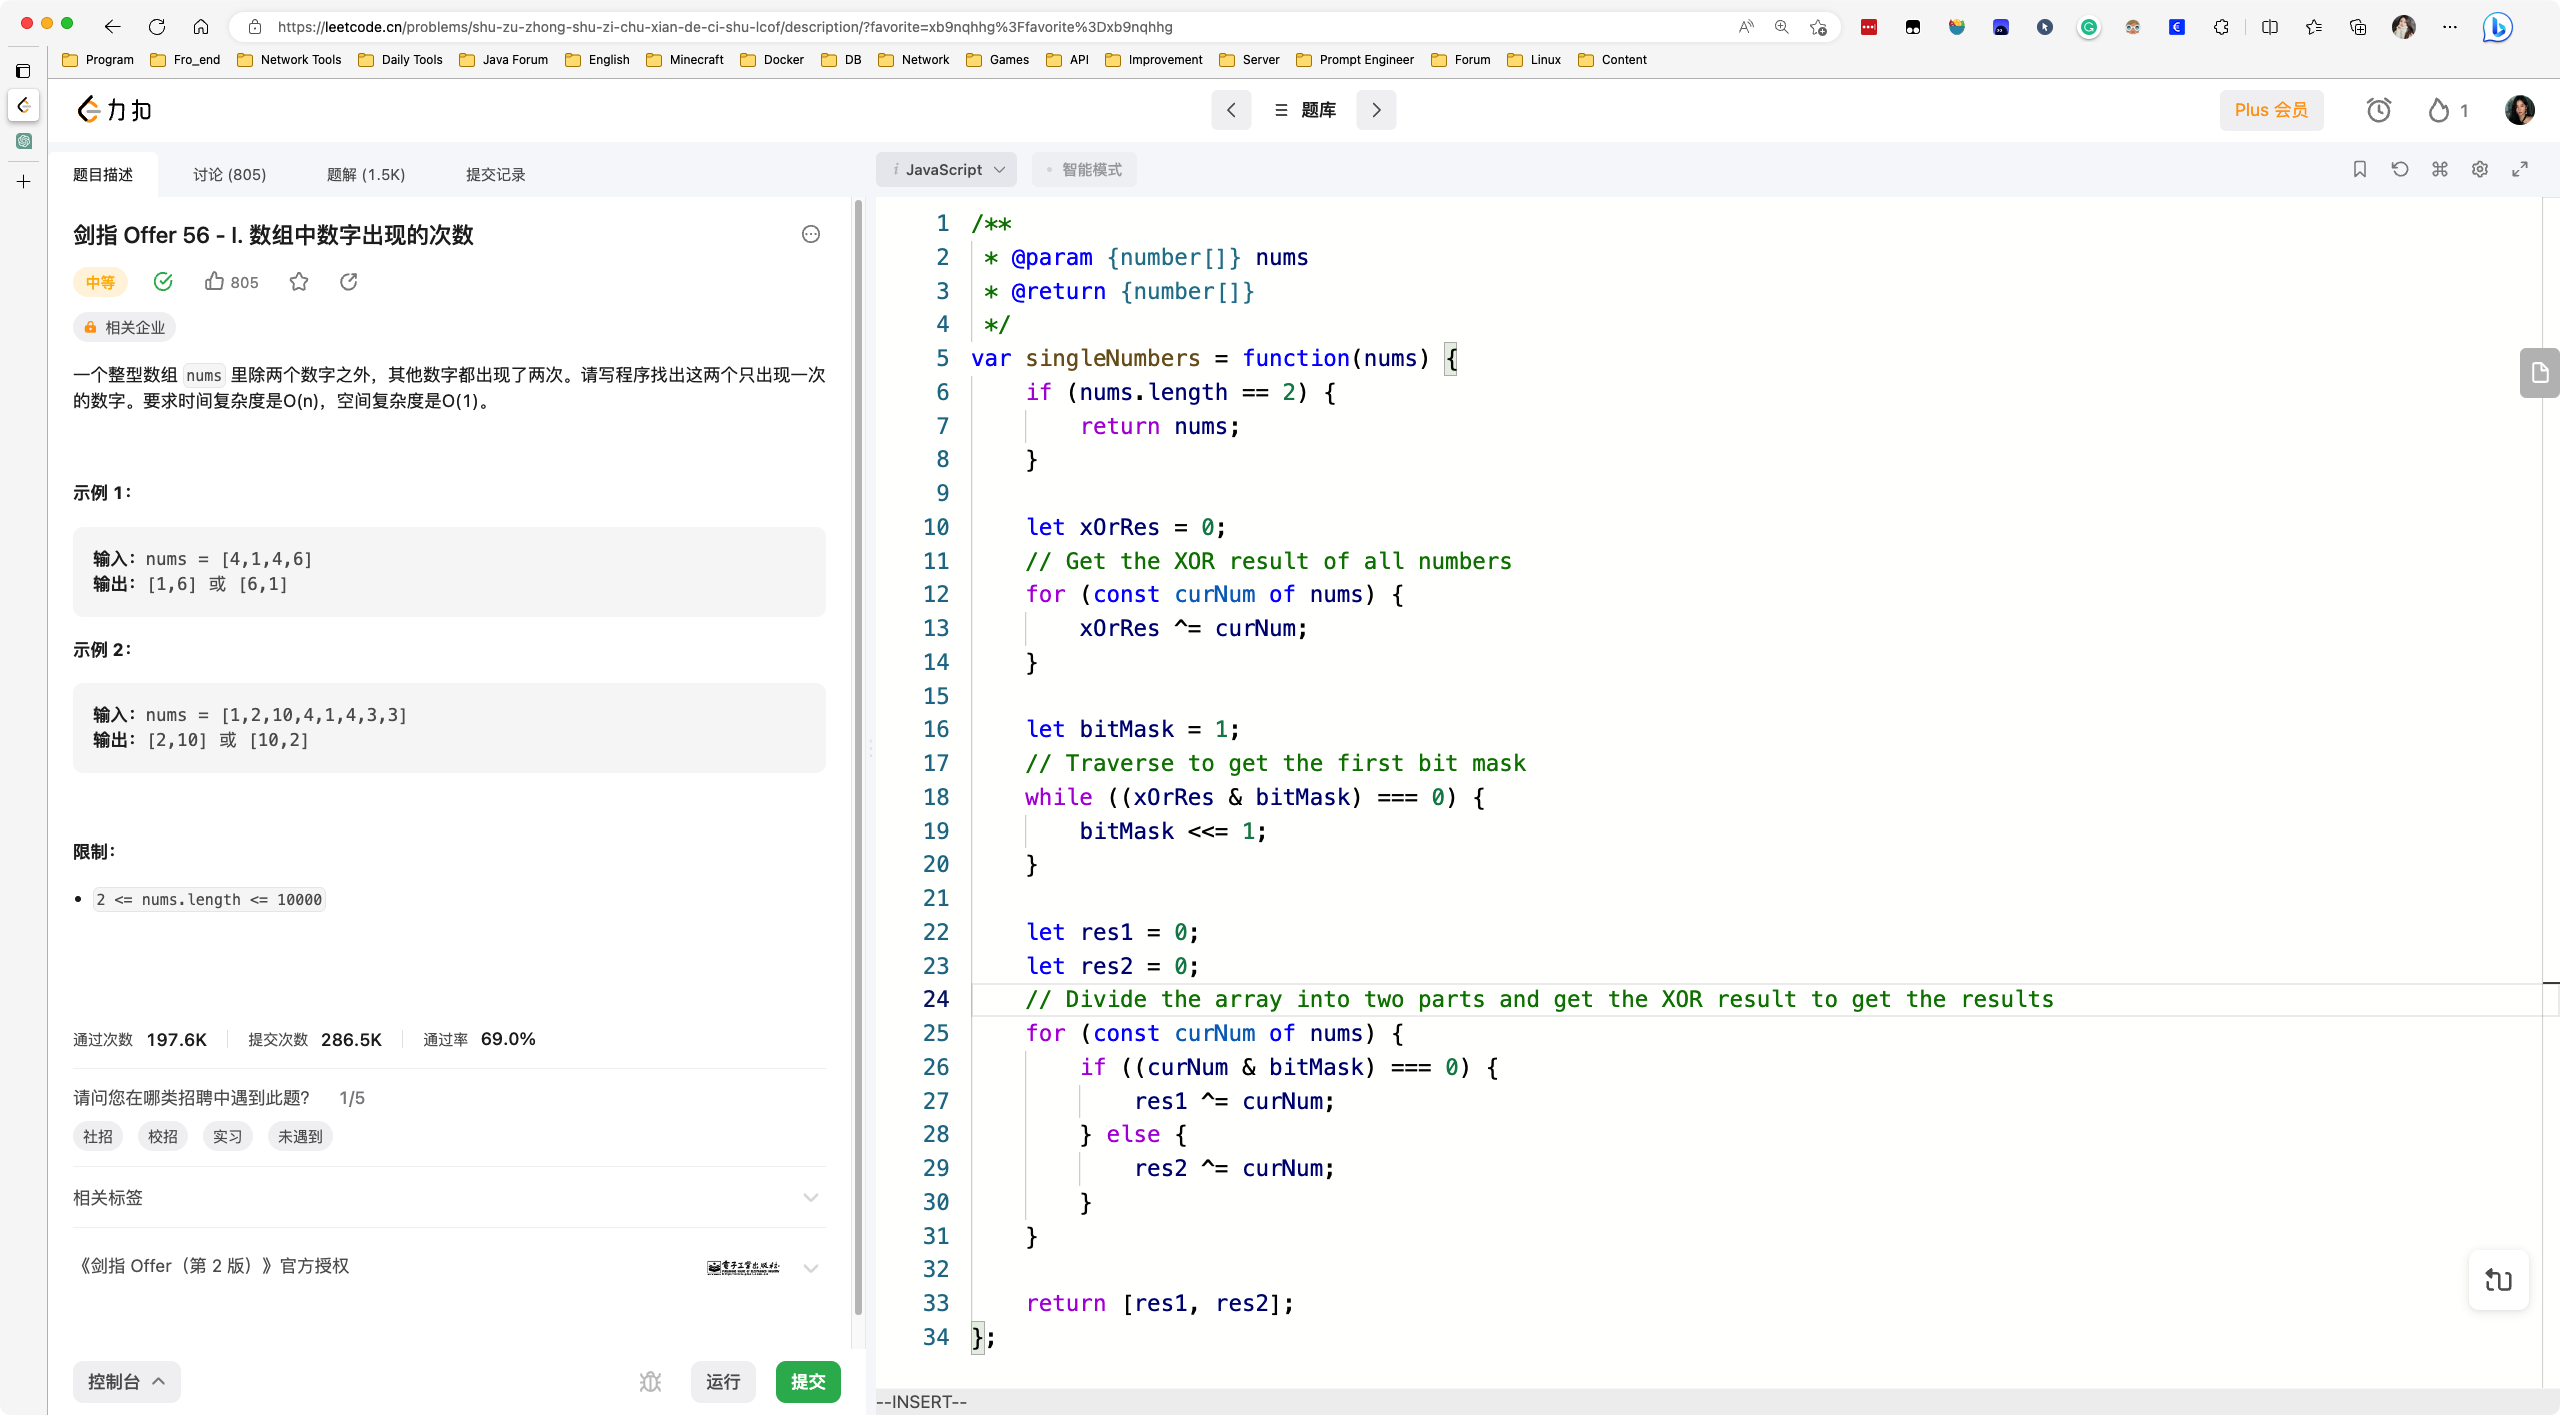 https://leetcode.cn/problems/shu-zu-zhong-shu-zi-chu-xian-de-ci-shu-lcof/description/?favorite=xb9nqhhg%3Ffavorite%3Dxb9nqhhg
Program Fro_end Network Tools Daily Tools Java Forum English Minecraft Docker DB Network Games API Improvement Server Prompt Engineer Forum Linux Content
力扣 题库 Plus 会员 1
题目描述 讨论 (805) 题解 (1.5K) 提交记录
剑指 Offer 56 - I. 数组中数字出现的次数
中等 805
相关企业
一个整型数组 nums 里除两个数字之外，其他数字都出现了两次。请写程序找出这两个只出现一次
的数字。要求时间复杂度是O(n)，空间复杂度是O(1)。
示例 1：
输入：nums = [4,1,4,6]
输出：[1,6] 或 [6,1]
示例 2：
输入：nums = [1,2,10,4,1,4,3,3]
输出：[2,10] 或 [10,2]
限制：
• 2 <= nums.length <= 10000
通过次数 197.6K 提交次数 286.5K 通过率 69.0%
请问您在哪类招聘中遇到此题？ 1/5
社招 校招 实习 未遇到
相关标签
《剑指 Offer（第 2 版）》官方授权
电子工业出版社
控制台 运行 提交
i JavaScript • 智能模式
1 /**
2  * @param {number[]} nums
3  * @return {number[]}
4  */
5 var singleNumbers = function(nums) {
6     if (nums.length == 2) {
7         return nums;
8     }
9
10     let xOrRes = 0;
11     // Get the XOR result of all numbers
12     for (const curNum of nums) {
13         xOrRes ^= curNum;
14     }
15
16     let bitMask = 1;
17     // Traverse to get the first bit mask
18     while ((xOrRes & bitMask) === 0) {
19         bitMask <<= 1;
20     }
21
22     let res1 = 0;
23     let res2 = 0;
24     // Divide the array into two parts and get the XOR result to get the results
25     for (const curNum of nums) {
26         if ((curNum & bitMask) === 0) {
27             res1 ^= curNum;
28         } else {
29             res2 ^= curNum;
30         }
31     }
32
33     return [res1, res2];
34 };
--INSERT--